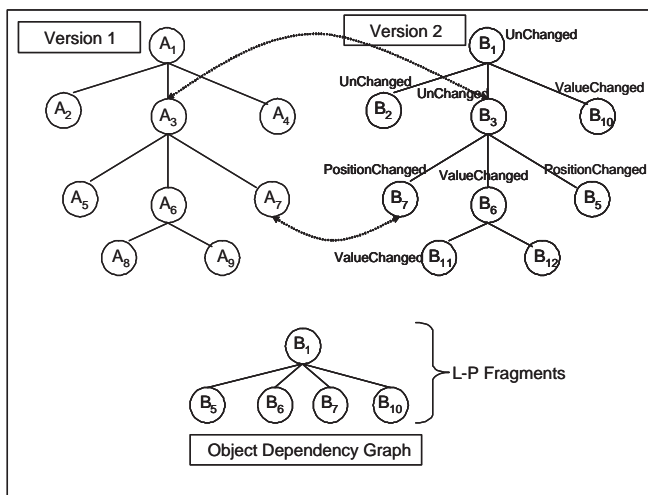 Version 1
Version 2
A1
B1
UnChanged
UnChanged
UnChanged
ValueChanged
A2
A3
A4
B2
B3
B10
PositionChanged
ValueChanged
PositionChanged
A5
A6
A7
B7
B6
B5
A8
A9
ValueChanged
B11
B12
B1
L-P Fragments
B5
B6
B7
B10
Object Dependency Graph